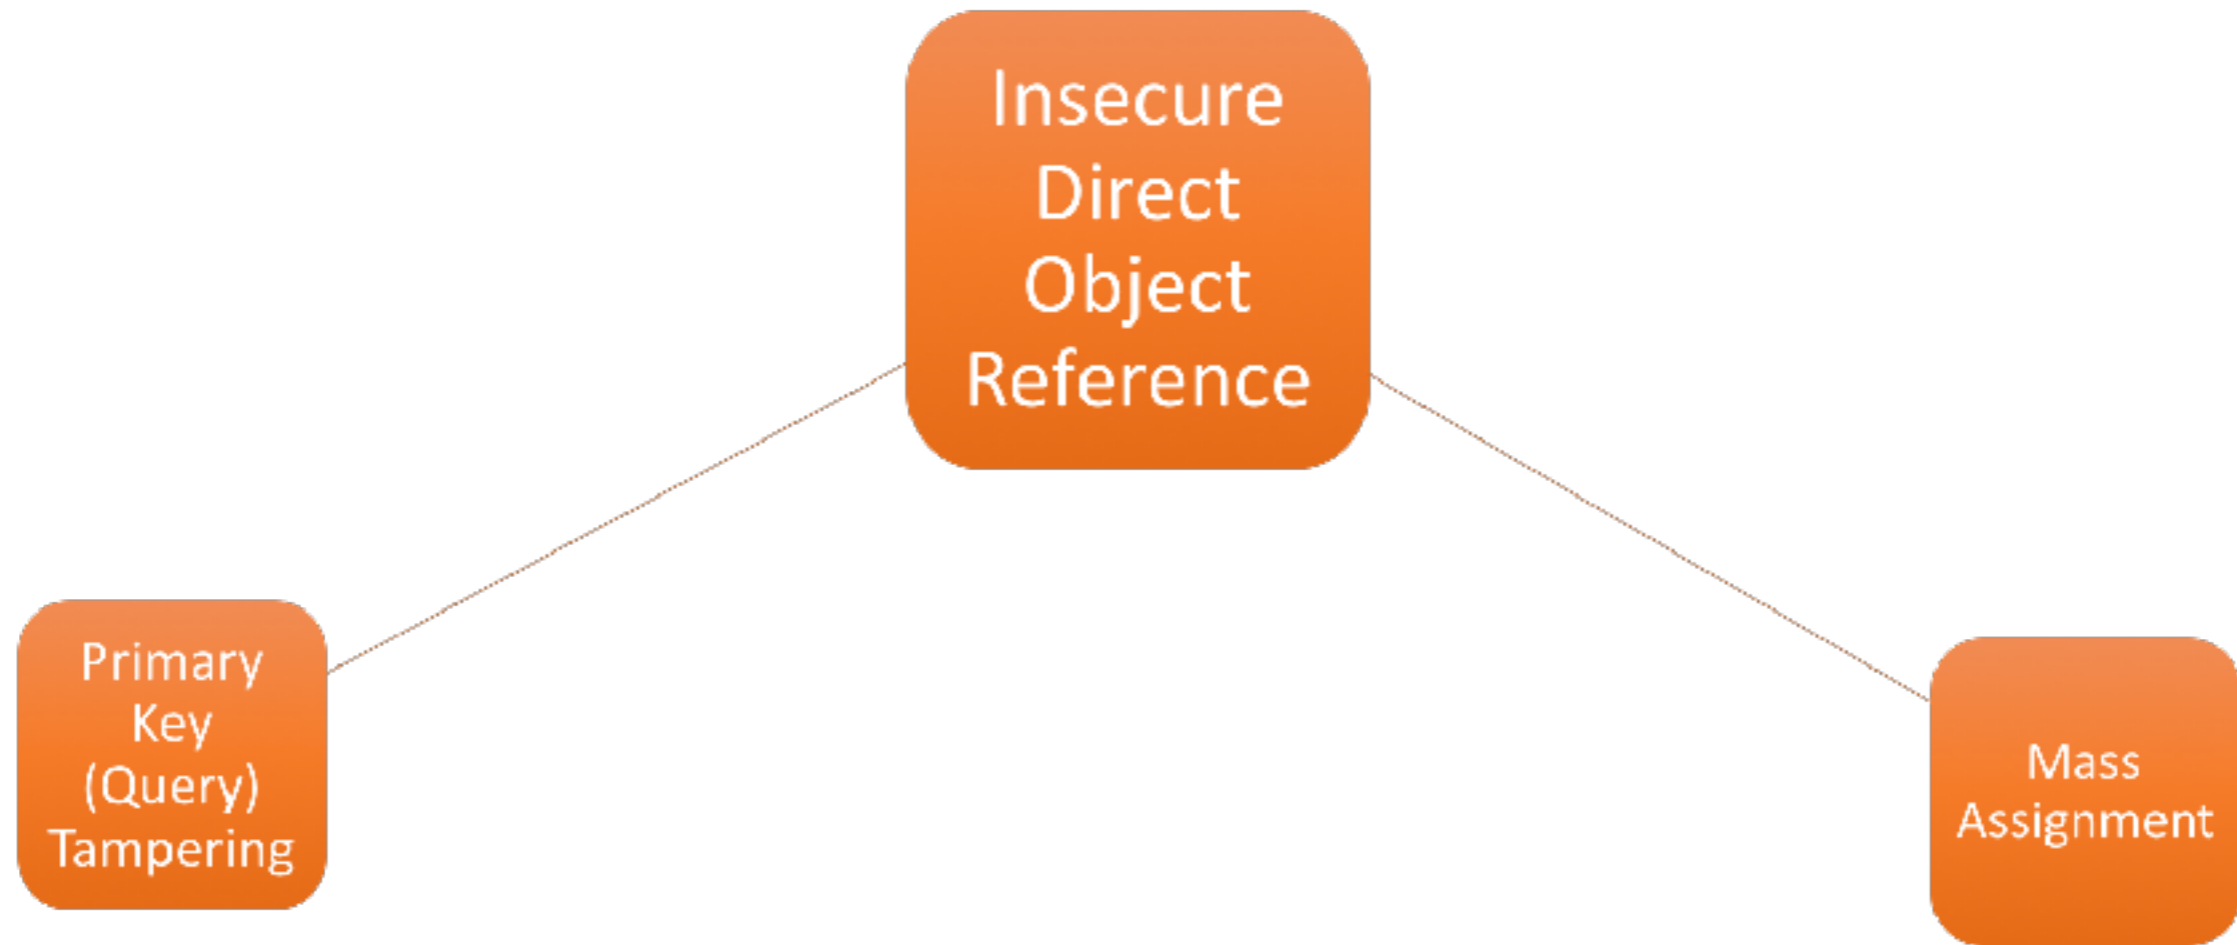 Insecure
Direct
Object
Reference
Primary
Key
(Query)
Tampering
Mass
Assignment